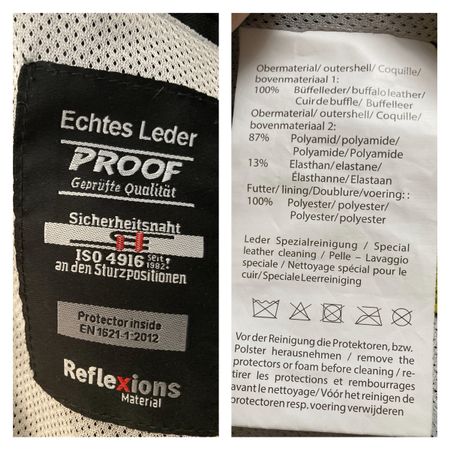 Echtes Leder
PROOF
Geprüfte Qualität
Sicherheitsnaht
ISO 4916 seit 1982
an den Sturzpositionen
Protector inside
EN 1621-1:2012
Reflexions
Material
Obermaterial/ outershell/ Coquille/
bovenmateriaal 1:
100% Büffelleder/ buffalo leather/
Cuir de buffle/ Buffelleer
Obermaterial/ outershell/ Coquille/
bovenmateriaal 2:
87% Polyamid/ polyamide/
Polyamide/Polyamide
13% Elasthan/ elastane/
Élasthanne/ Elastaan
Futter/ lining/Doublure/voering: :
100% Polyester/ polyester/
Polyester/ polyester
Leder Spezialreinigung / Special
leather cleaning / Pelle – Lavaggio
speciale / Nettoyage spécial pour le
cuir/ Speciale Leerreiniging
Vor der Reinigung die Protektoren, bzw.
Polster herausnehmen / remove the
protectors or foam before cleaning / re-
tirer les protections et rembourrages
avant le nettoyage/ Vóór het reinigen de
protectoren resp. voering verwijderen